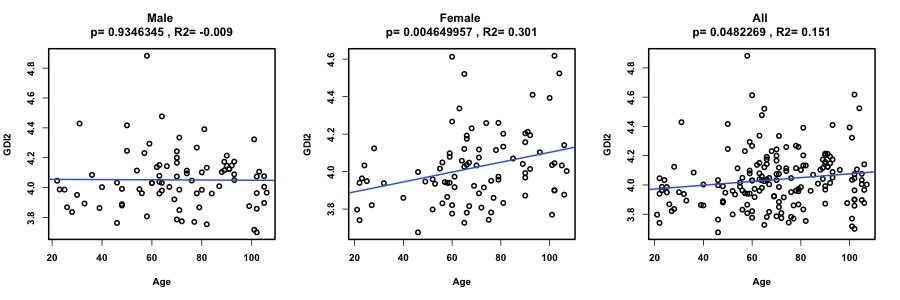 Male
p= 0.9346345 , R2= -0.009
GDI2
4.8
4.6
4.4
4.2
4.0
3.8
20 40 60 80 100
Age
Female
p= 0.004649957 , R2= 0.301
GDI2
4.6
4.4
4.2
4.0
3.8
20 40 60 80 100
Age
All
p= 0.0482269 , R2= 0.151
GDI2
4.8
4.6
4.4
4.2
4.0
3.8
20 40 60 80 100
Age